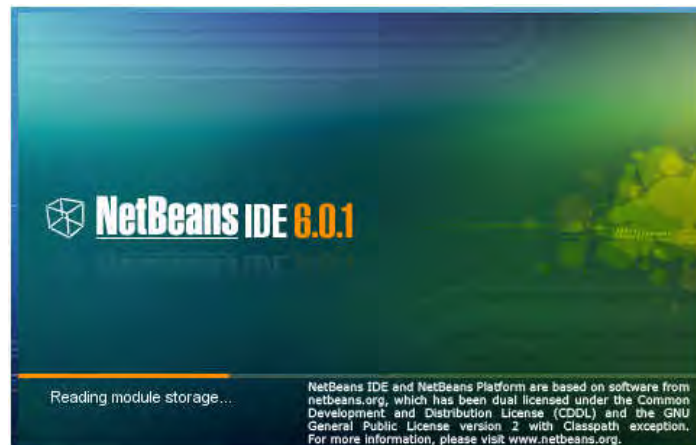 NetBeans IDE 6.0.1
Reading module storage...
NetBeans IDE and NetBeans Platform are based on software from
netbeans.org, which has been dual licensed under the Common
Development and Distribution License (CDDL) and the GNU
General Public License version 2 with Classpath exception.
For more information, please visit www.netbeans.org.